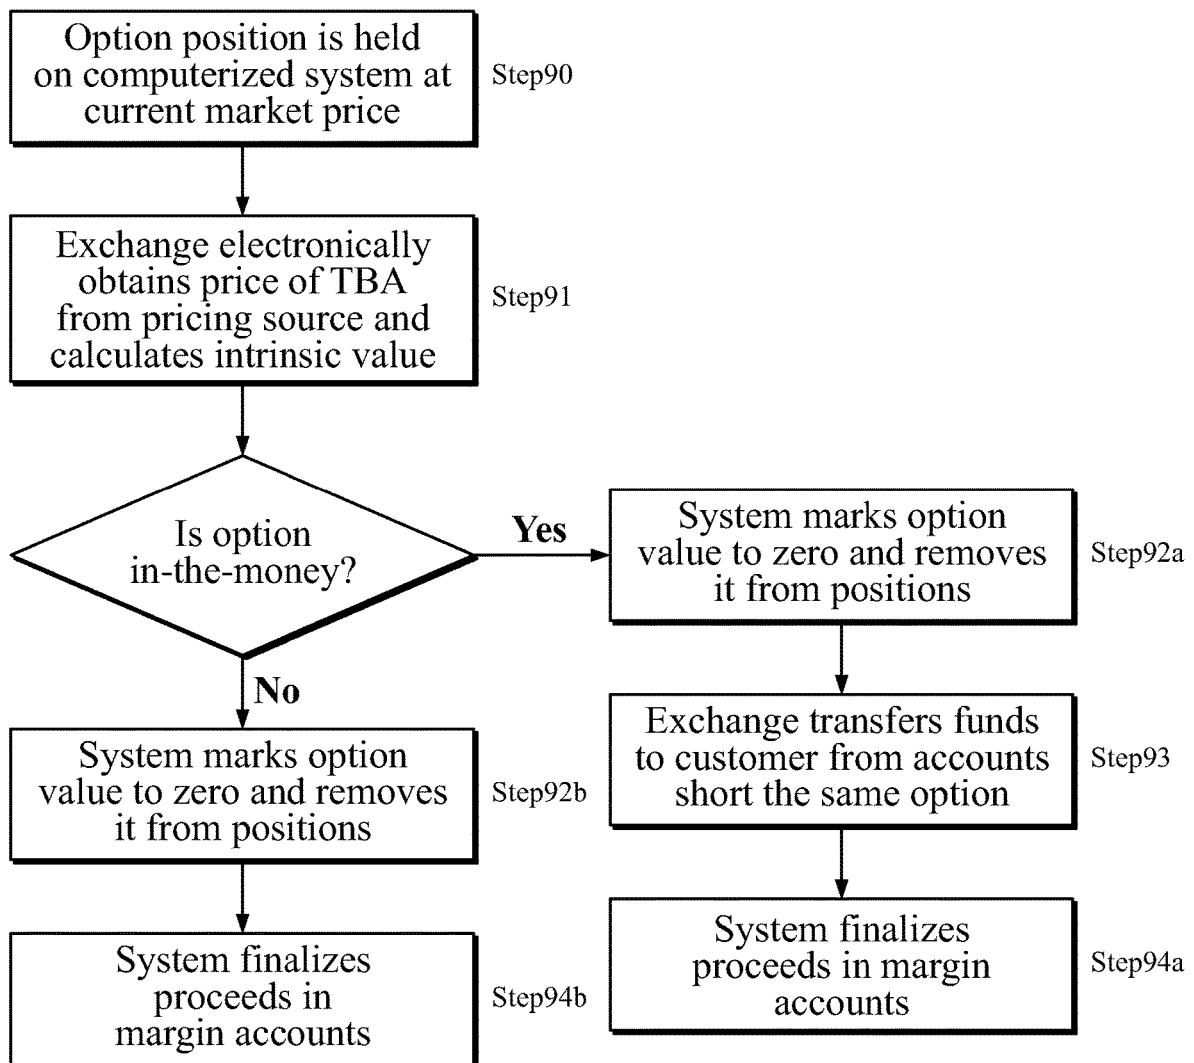 Option position is held
on computerized system at
current market price
Step90
Exchange electronically
obtains price of TBA
from pricing source and
calculates intrinsic value
Step91
Is option
in-the-money?
Yes
No
System marks option
value to zero and removes
it from positions
Step92a
Exchange transfers funds
to customer from accounts
short the same option
Step93
System finalizes
proceeds in margin
accounts
Step94a
System marks option
value to zero and removes
it from positions
Step92b
System finalizes
proceeds in
margin accounts
Step94b